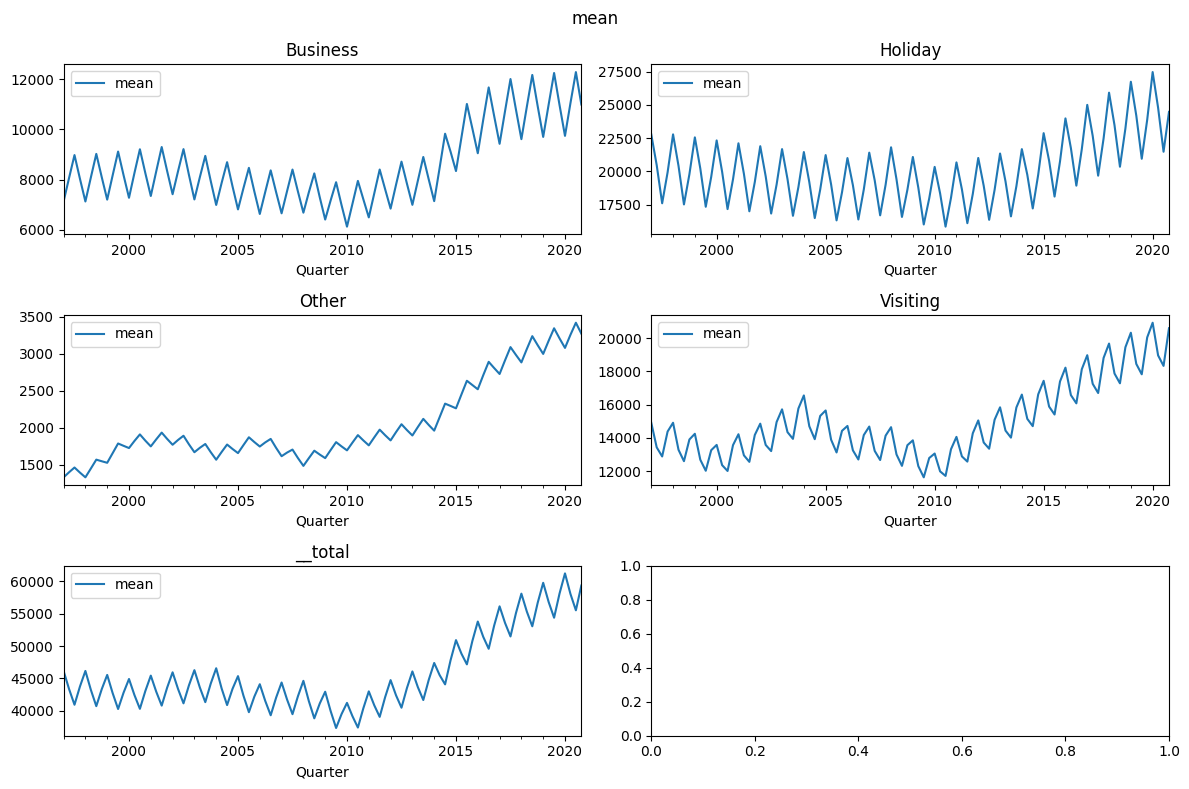 mean
Business
12000
10000
8000
6000
mean
2000 2005 2010 2015 2020
Quarter
Holiday
27500
25000
22500
20000
17500
mean
2000 2005 2010 2015 2020
Quarter
Other
3500
3000
2500
2000
1500
mean
2000 2005 2010 2015 2020
Quarter
Visiting
20000
18000
16000
14000
12000
mean
2000 2005 2010 2015 2020
Quarter
__total
60000
55000
50000
45000
40000
mean
2000 2005 2010 2015 2020
Quarter
1.0
0.8
0.6
0.4
0.2
0.0
0.0 0.2 0.4 0.6 0.8 1.0